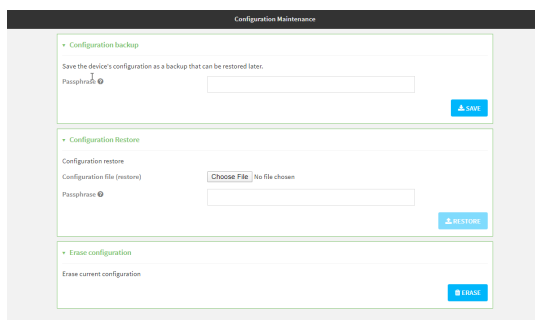 Configuration Maintenance
Configuration backup
Save the device's configuration as a backup that can be restored later.
Passphrase
SAVE
Configuration Restore
Configuration restore
Configuration file (restore) Choose File No file chosen
Passphrase
RESTORE
Erase configuration
Erase current configuration
ERASE